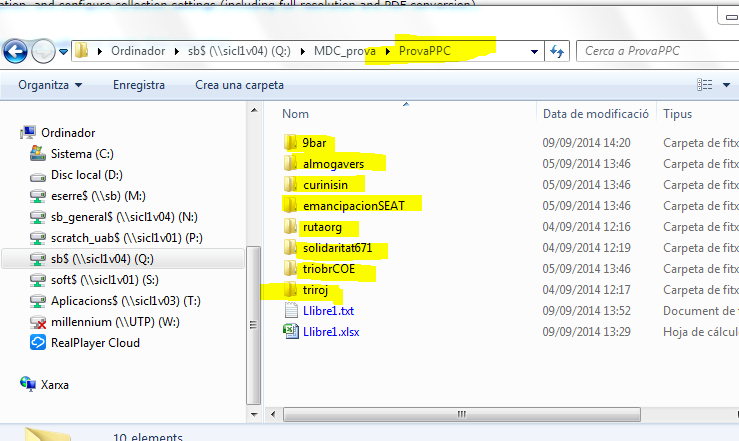 tion, and configure collection settings (including full resolution and PDF conversion)
Ordinador sb$ (\\sicl1v04) (Q:) MDC_prova ProvaPPC Cerca a ProvaPPC
Organitza Enregistra Crea una carpeta
Nom Data de modificació Tipus
Ordinador
Sistema (C:)
Disc local (D:)
eserre$ (\\sb) (M:)
sb_general$ (\\sicl1v04) (N:)
scratch_uab$ (\\sicl1v01) (P:)
sb$ (\\sicl1v04) (Q:)
soft$ (\\sicl1v01) (S:)
Aplicacions$ (\\sicl1v03) (T:)
millennium (\\UTP) (W:)
RealPlayer Cloud
Xarxa
9bar 09/09/2014 14:20 Carpeta de fitx
almogavers 05/09/2014 13:46 Carpeta de fitx
curinisin 05/09/2014 13:46 Carpeta de fitx
emancipacionSEAT 05/09/2014 13:46 Carpeta de fitx
rutaorg 04/09/2014 12:16 Carpeta de fitx
solidaritat671 04/09/2014 12:19 Carpeta de fitx
triobrCOE 05/09/2014 13:46 Carpeta de fitx
triroj 04/09/2014 12:17 Carpeta de fitx
Llibre1.txt 09/09/2014 13:52 Document de
Llibre1.xlsx 09/09/2014 13:29 Hoja de cálcu
10 elements